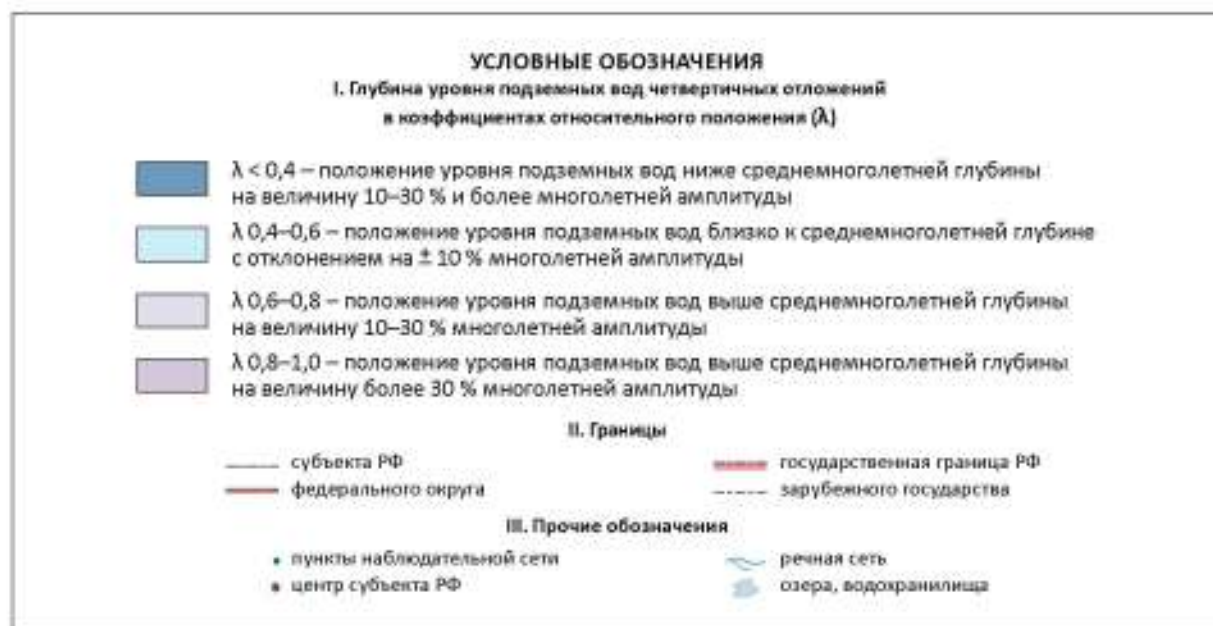 УСЛОВНЫЕ ОБОЗНАЧЕНИЯ
I. Глубина уровня подземных вод четвертичных отложений
в коэффициентах относительного положения (λ)
λ < 0,4 – положение уровня подземных вод ниже среднемноголетней глубины
на величину 10–30 % и более многолетней амплитуды
λ 0,4–0,6 – положение уровня подземных вод близко к среднемноголетней глубине
с отклонением на ± 10 % многолетней амплитуды
λ 0,6–0,8 – положение уровня подземных вод выше среднемноголетней глубины
на величину 10–30 % многолетней амплитуды
λ 0,8–1,0 – положение уровня подземных вод выше среднемноголетней глубины
на величину более 30 % многолетней амплитуды
II. Границы
субъекта РФ
федерального округа
государственная граница РФ
зарубежного государства
III. Прочие обозначения
пункты наблюдательной сети
центр субъекта РФ
речная сеть
озера, водохранилища